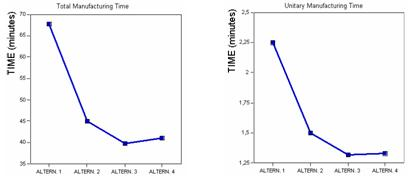 Total Manufacturing Time
TIME (minutes)
70
65
60
55
50
45
40
35
ALTERN. 1 ALTERN. 2 ALTERN. 3 ALTERN. 4
Unitary Manufacturing Time
TIME (minutes)
2,5
2,25
2
1,75
1,5
1,25
ALTERN. 1 ALTERN. 2 ALTERN. 3 ALTERN. 4